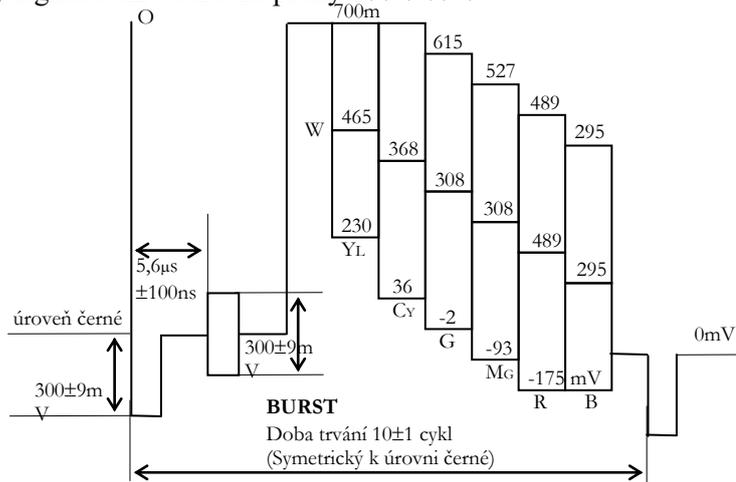 O
700m
615
527
489
295
W
465
368
308
308
489
295
230
YL
36
CY
-2
G
-93
MG
-175 mV
R
B
0mV
5,6µs
±100ns
úroveň černé
300±9m
V
300±9m
V
BURST
Doba trvání 10±1 cykl
(Symetrický k úrovni černé)